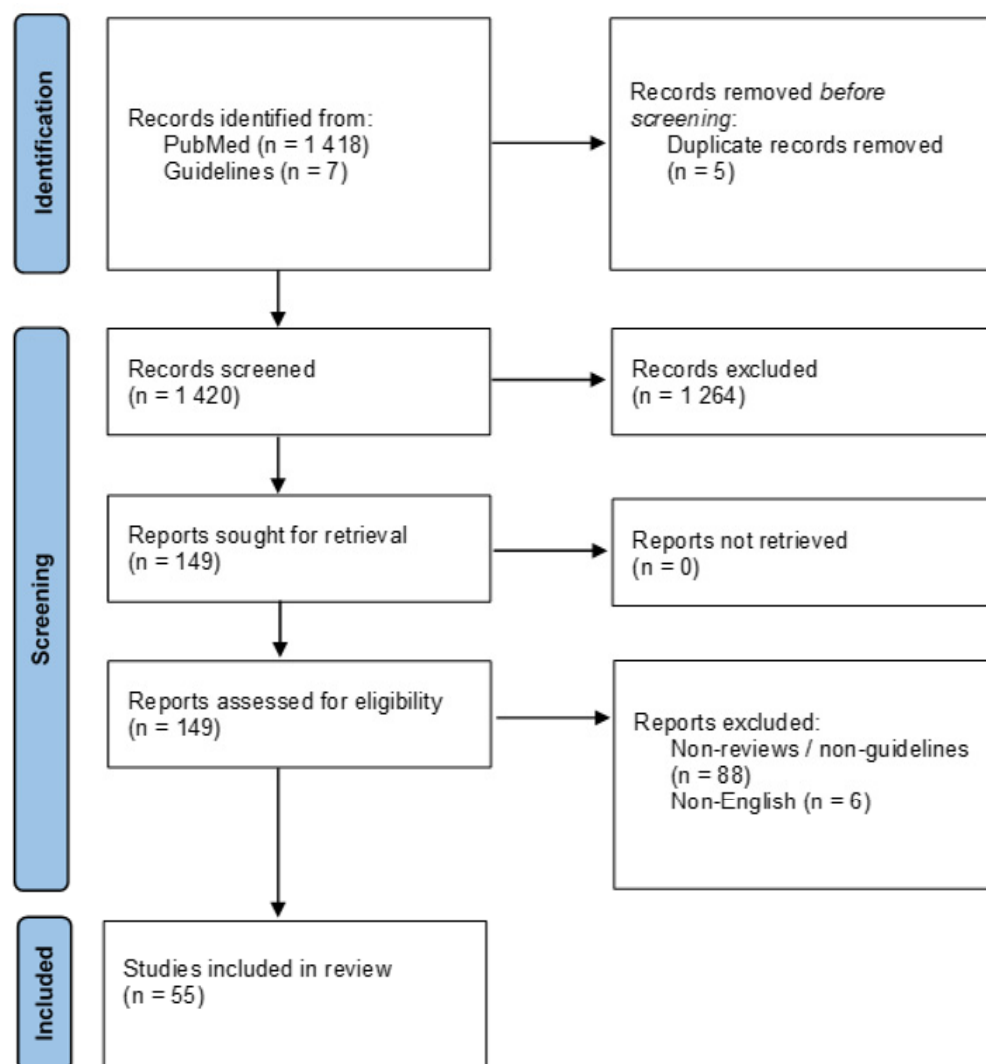 Identification
Records identified from:
PubMed (n = 1 418)
Guidelines (n = 7)
Records removed before
screening:
Duplicate records removed
(n = 5)
Screening
Records screened
(n = 1 420)
Records excluded
(n = 1 264)
Reports sought for retrieval
(n = 149)
Reports not retrieved
(n = 0)
Reports assessed for eligibility
(n = 149)
Reports excluded:
Non-reviews / non-guidelines
(n = 88)
Non-English (n = 6)
Included
Studies included in review
(n = 55)